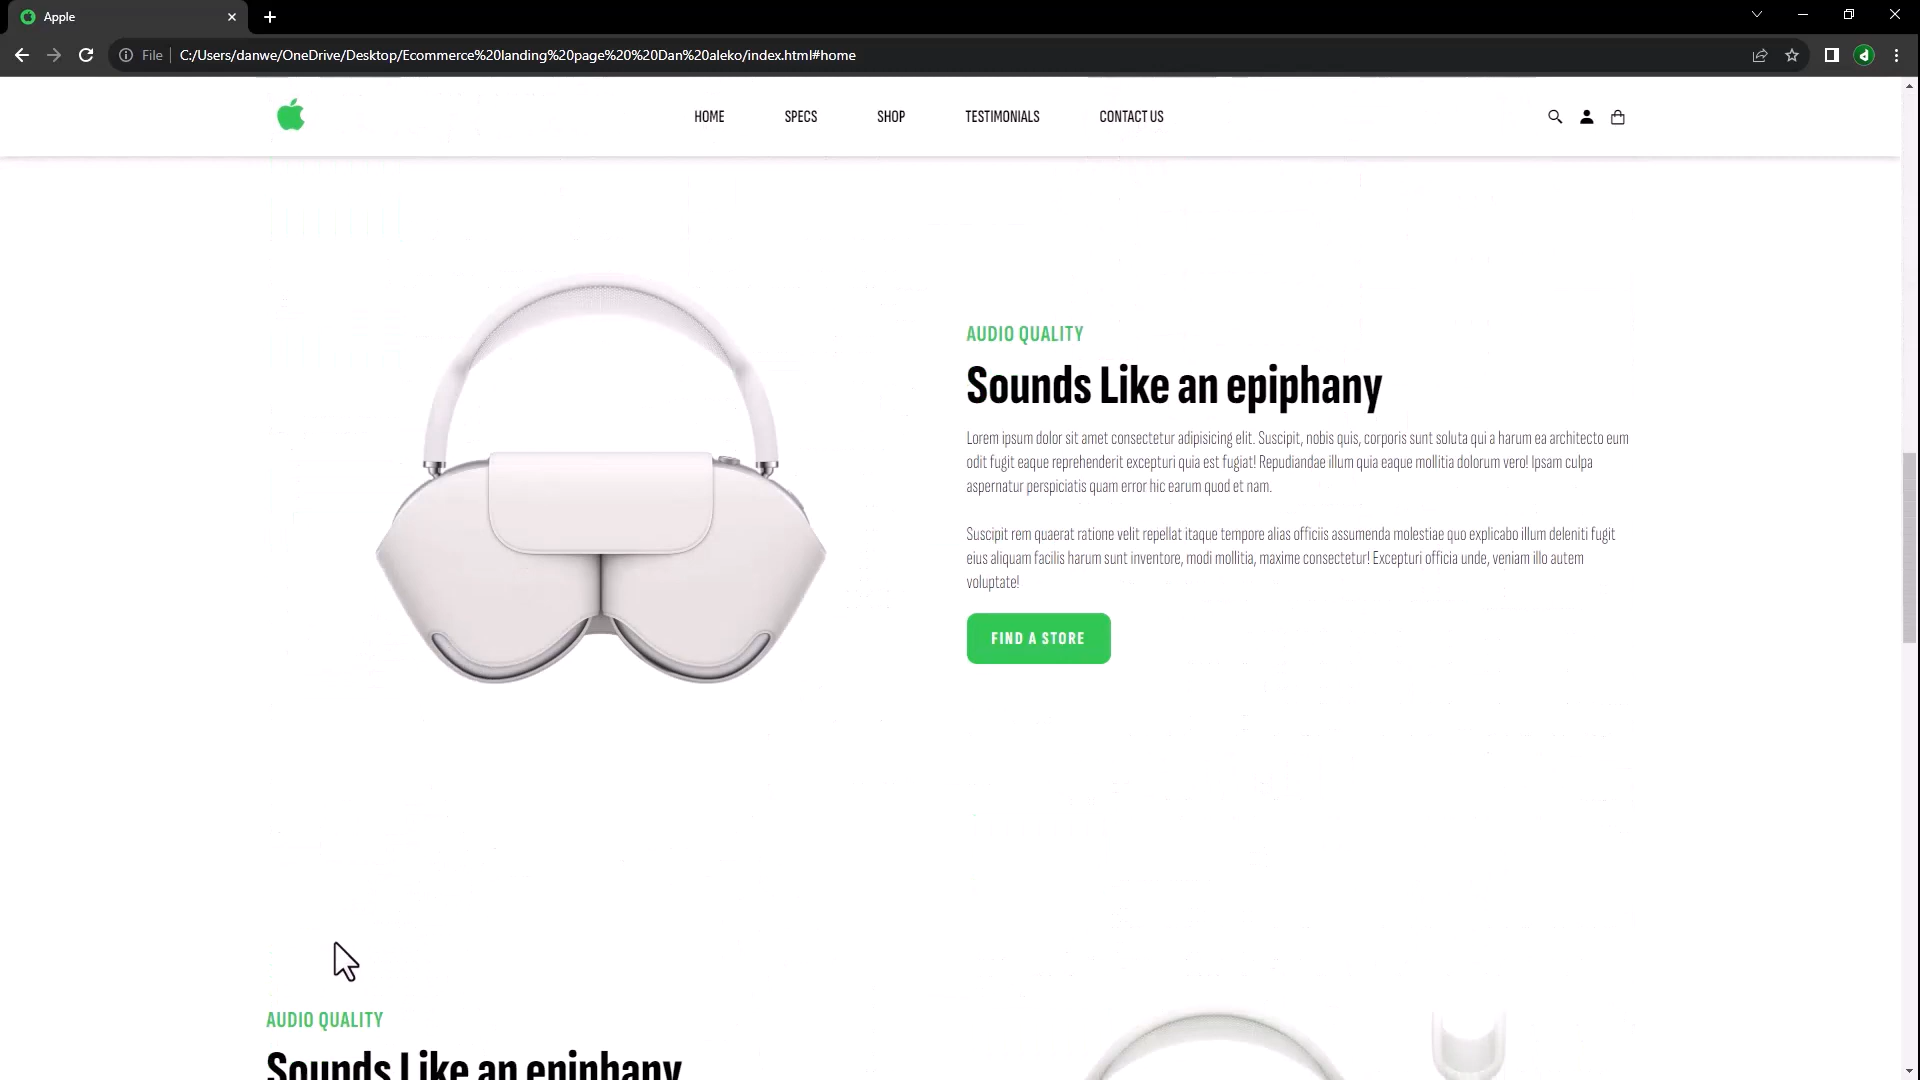 Apple
File
C:/Users/danwe/OneDrive/Desktop/Ecommerce%20landing%20page%20%20Dan%20aleko/index.html#home
d
HOME
SPECS
SHOP
TESTIMONIALS
CONTACT US
AUDIO QUALITY
Sounds Like an epiphany
Lorem ipsum dolor sit amet consectetur adipisicing elit. Suscipit, nobis quis, corporis sunt soluta qui a harum ea architecto eum
odit fugit eaque reprehenderit excepturi quia est fugiat! Repudiandae illum quia eaque mollitia dolorum vero! Ipsam culpa
aspernatur perspiciatis quam error hic earum quod et nam.
Suscipit rem quaerat ratione velit repellat itaque tempore alias officiis assumenda molestiae quo explicabo illum deleniti fugit
eius aliquam facilis harum sunt inventore, modi mollitia, maxime consectetur! Excepturi officia unde, veniam illo autem
voluptate!
FIND A STORE
AUDIO QUALITY
Sounds Like an epiphany